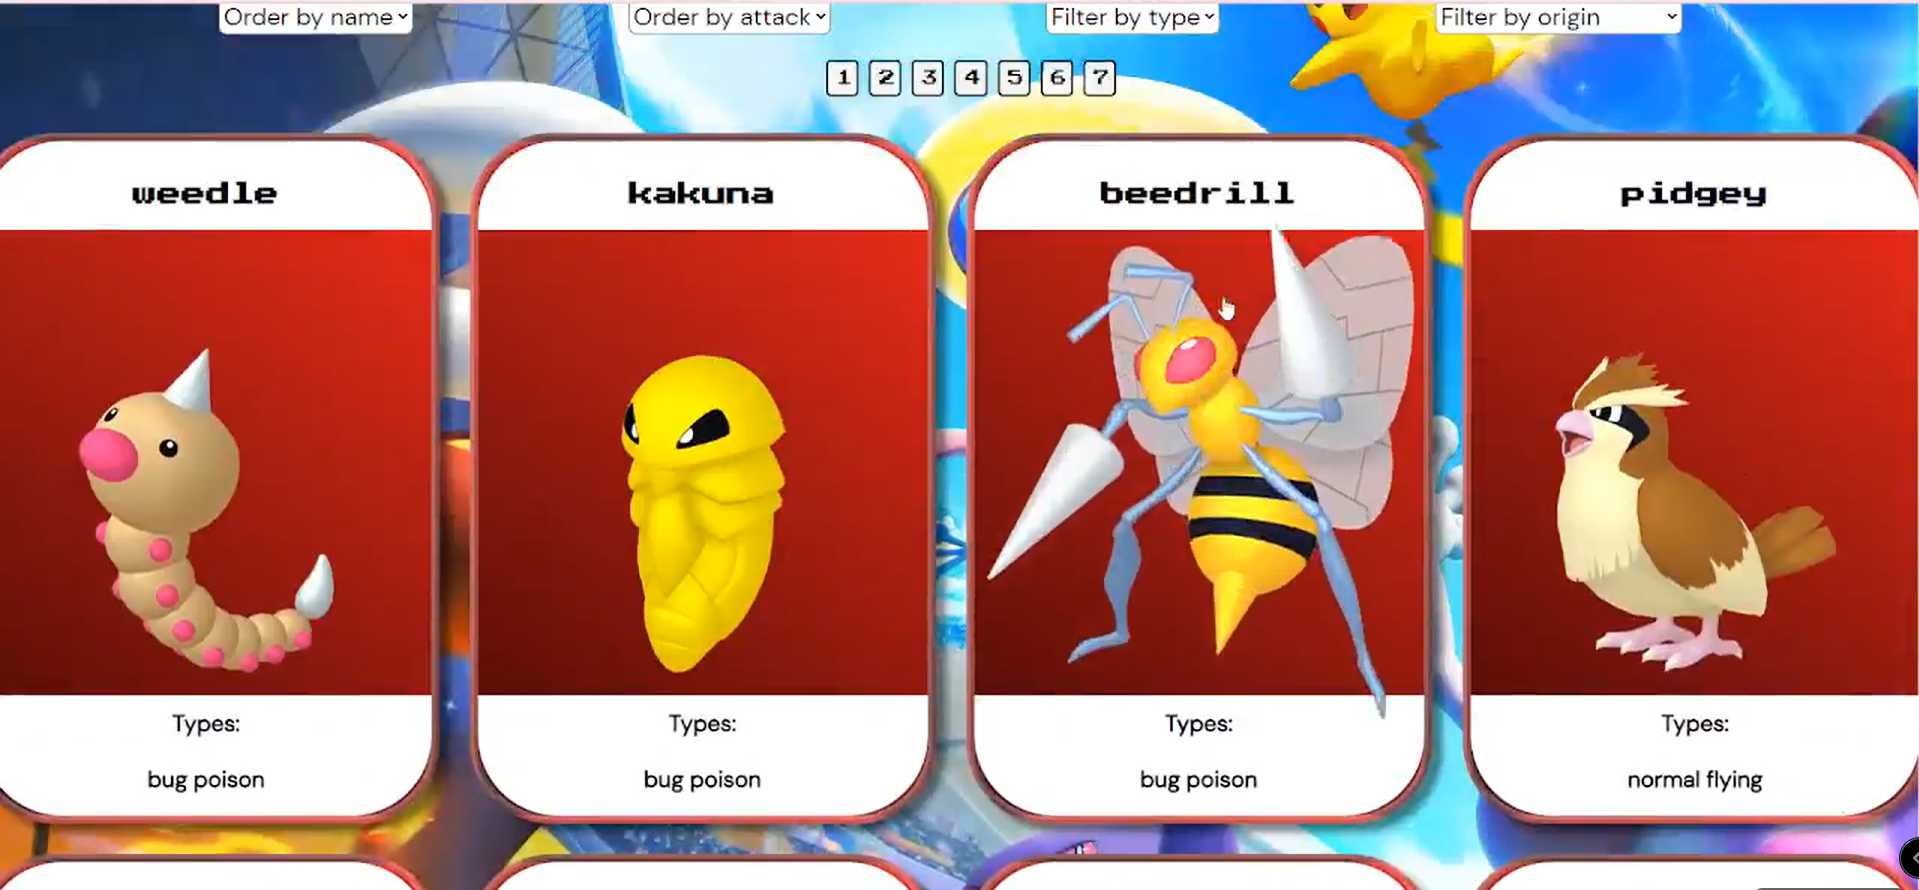 Order by name Order by attack Filter by type Filter by origin
1 2 3 4 5 6 7
weedle kakuna beedrill pidgey
Types: Types: Types: Types:
bug poison bug poison bug poison normal flying